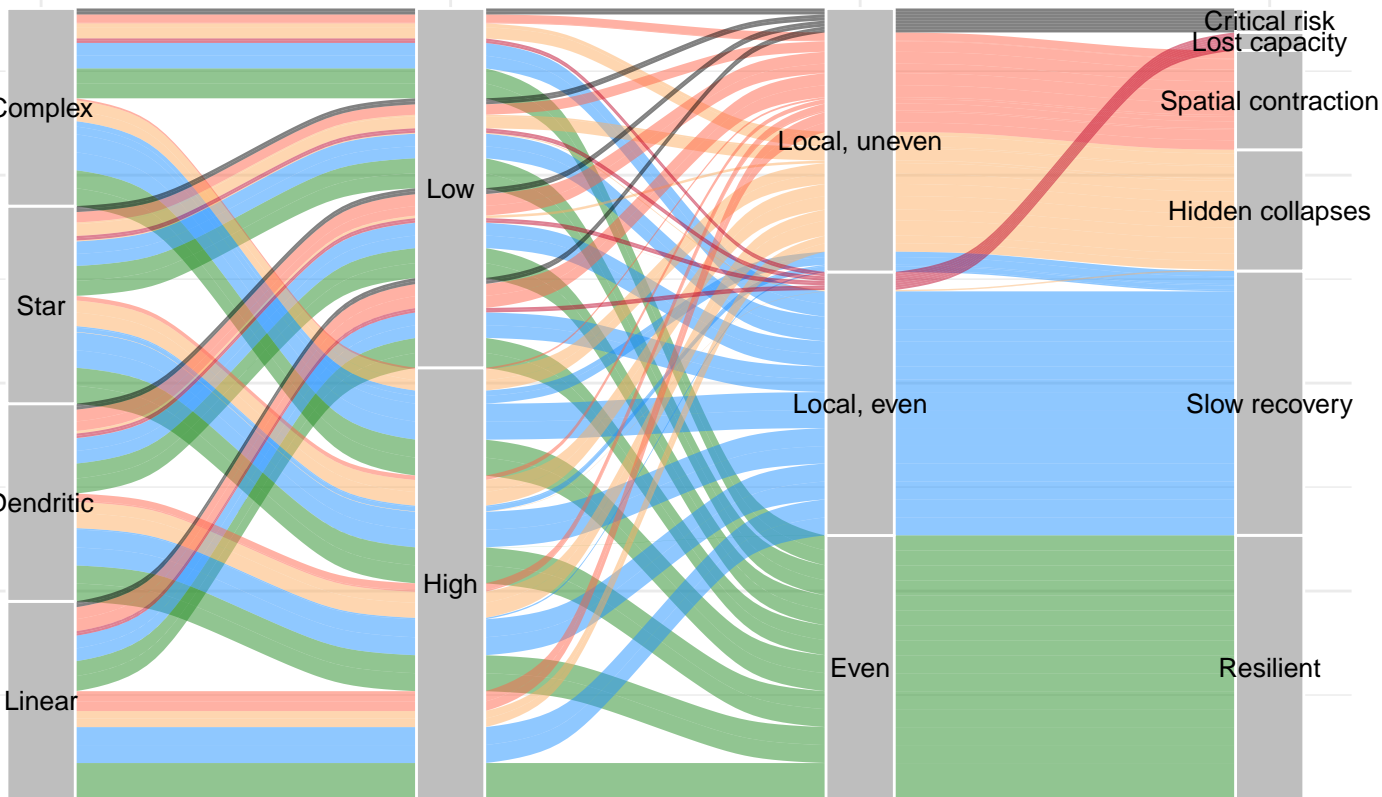 Complex
Star
Dendritic
Linear
Low
High
Local, uneven
Local, even
Even
Critical risk
Lost capacity
Spatial contraction
Hidden collapses
Slow recovery
Resilient